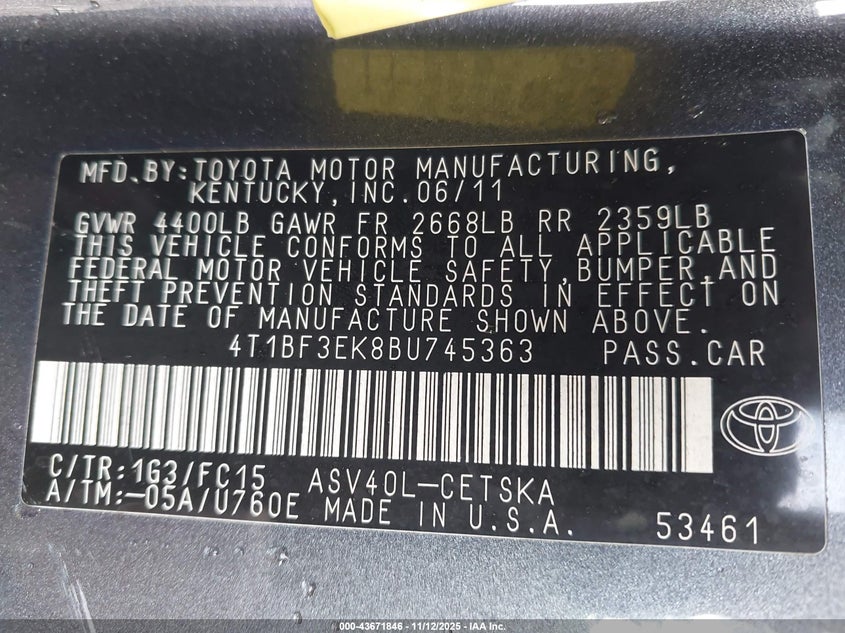 MFD. BY: TOYOTA MOTOR MANUFACTURING,
KENTUCKY, INC. 06/11
GVWR 4400LB GAWR FR 2668LB RR 2359LB
THIS VEHICLE CONFORMS TO ALL APPLICABLE
FEDERAL MOTOR VEHICLE SAFETY, BUMPER, AND
THEFT PREVENTION STANDARDS IN EFFECT ON
THE DATE OF MANUFACTURE SHOWN ABOVE.
4T1BF3EK8BU745363 PASS. CAR
C/TR: 1G3/FC15 ASV40L-CETSKA
A/TM: -05A/U760E MADE IN U.S.A. 53461
000-43671846 - 11/12/2025 - IAA Inc.